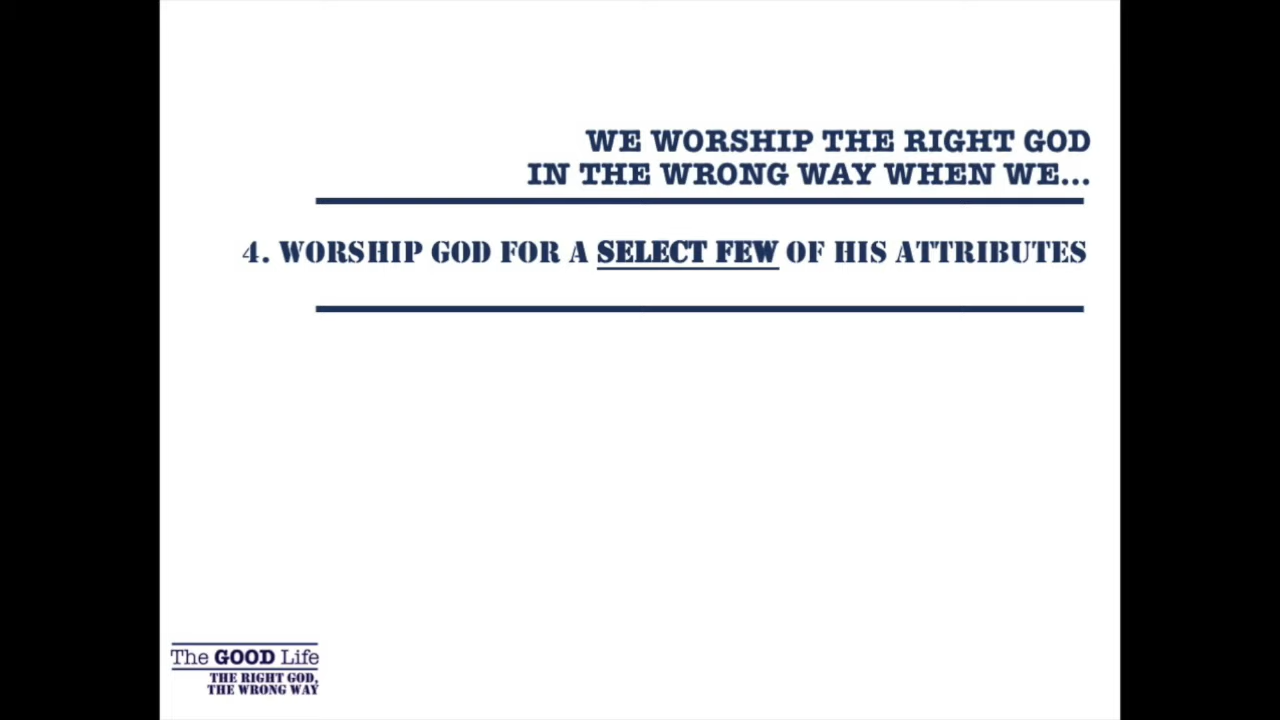 WE WORSHIP THE RIGHT GOD
IN THE WRONG WAY WHEN WE...
4. WORSHIP GOD FOR A SELECT FEW OF HIS ATTRIBUTES
The GOOD Life
THE RIGHT GOD,
THE WRONG WAY